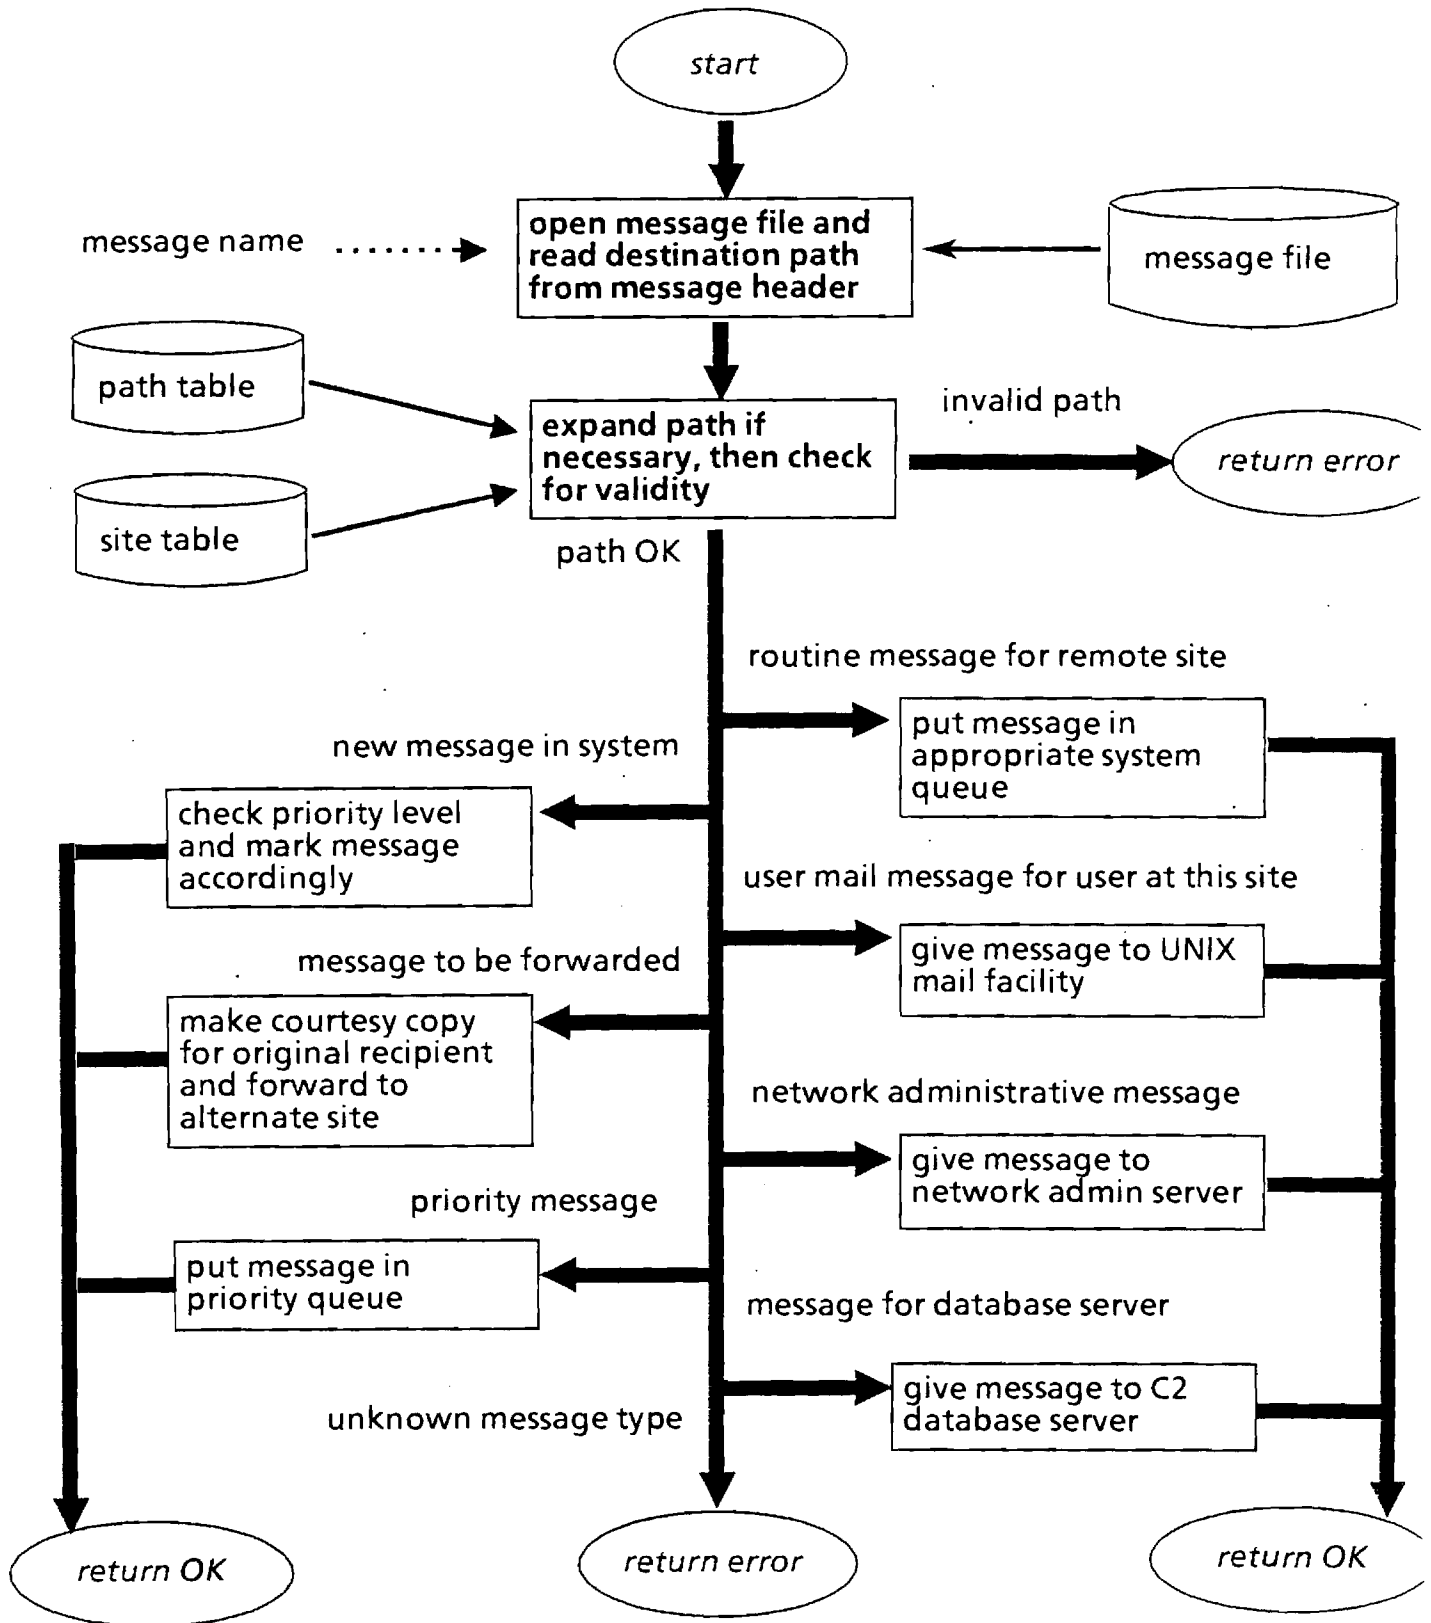 start
message name
open message file and
read destination path
from message header
message file
path table
expand path if
necessary, then check
for validity
invalid path
return error
site table
path OK
routine message for remote site
put message in
appropriate system
queue
new message in system
check priority level
and mark message
accordingly
user mail message for user at this site
give message to UNIX
mail facility
message to be forwarded
make courtesy copy
for original recipient
and forward to
alternate site
network administrative message
give message to
network admin server
priority message
put message in
priority queue
message for database server
give message to C2
database server
unknown message type
return OK
return error
return OK